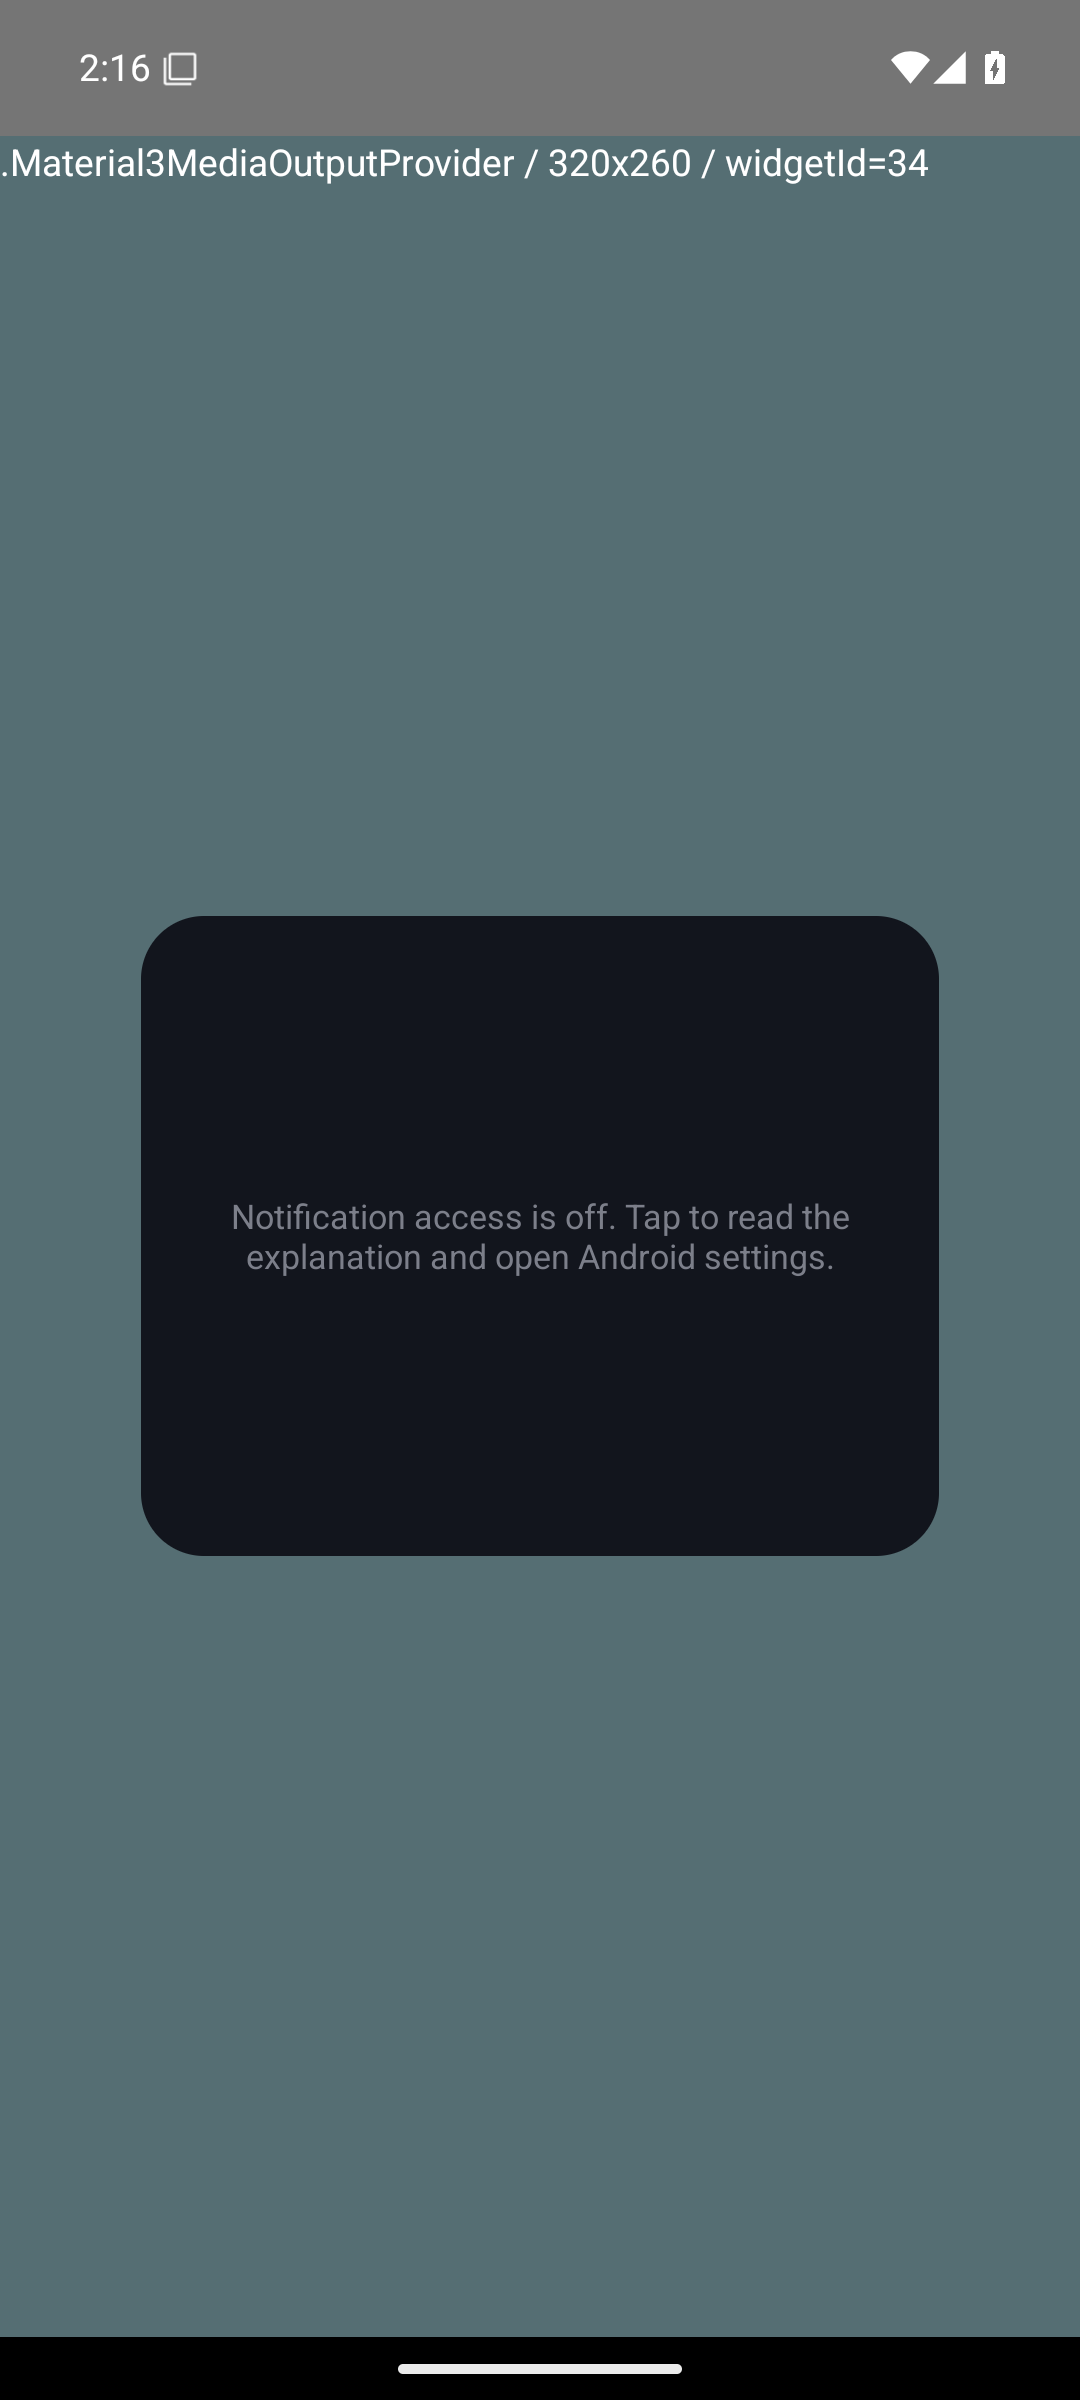 2:16
.Material3MediaOutputProvider / 320x260 / widgetId=34
Notification access is off. Tap to read the
explanation and open Android settings.